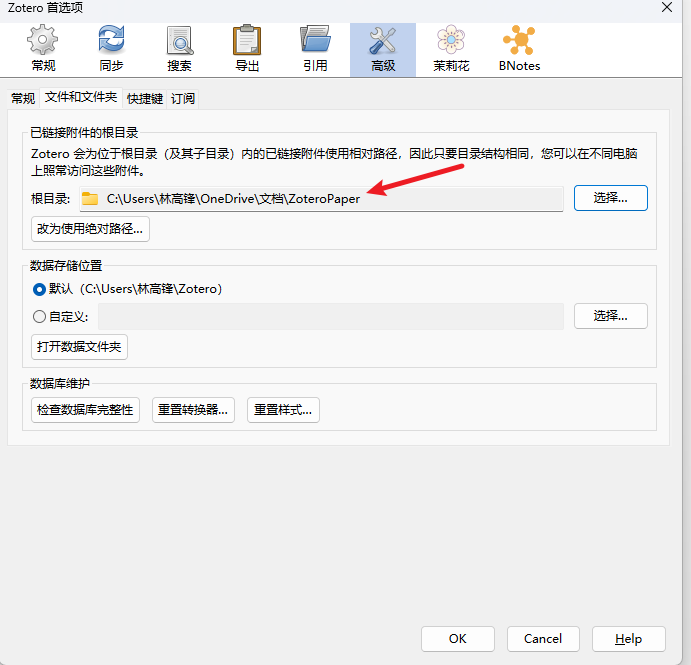 Zotero 首选项
常规
同步
搜索
导出
引用
高级
茉莉花
BNotes
常规 文件和文件夹 快捷键 订阅
已链接附件的根目录
Zotero 会为位于根目录（及其子目录）内的已链接附件使用相对路径，因此只要目录结构相同，您可以在不同电脑
上照常访问这些附件。
根目录: C:\Users\林高锋\OneDrive\文档\ZoteroPaper 选择...
改为使用绝对路径...
数据存储位置
默认（C:\Users\林高锋\Zotero）
自定义: 选择...
打开数据文件夹
数据库维护
检查数据库完整性 重置转换器... 重置样式...
OK Cancel Help